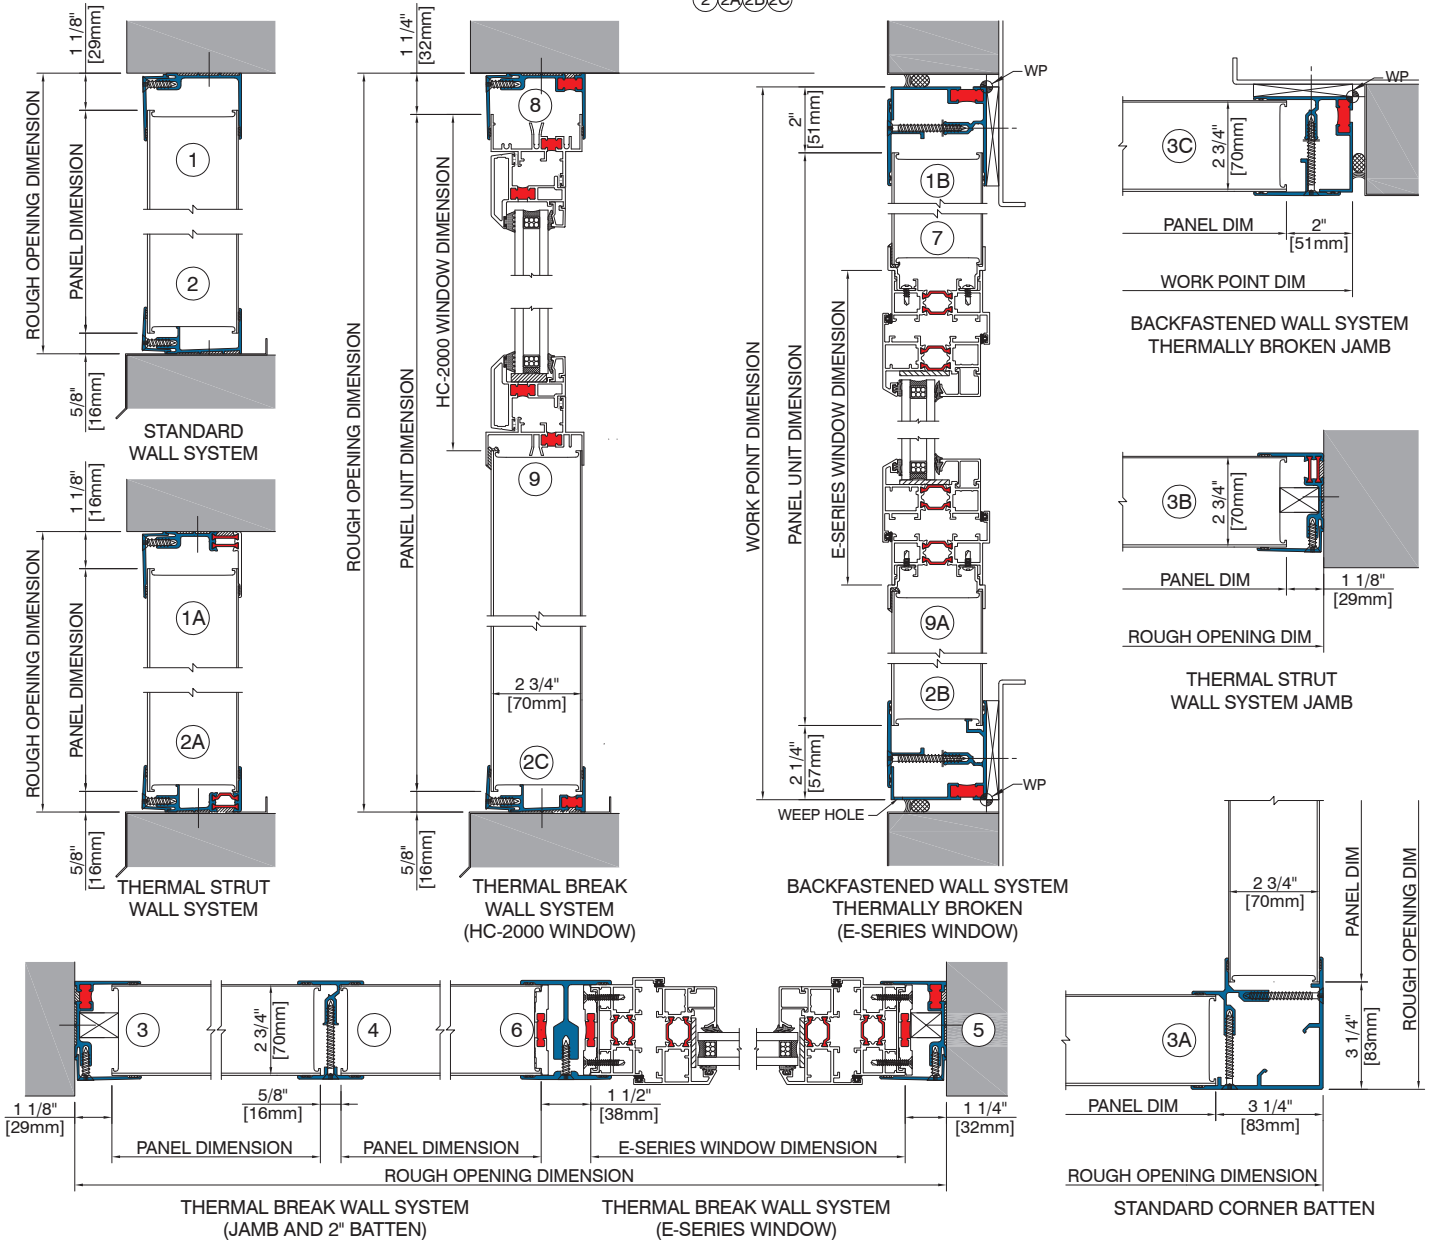 2 2A 2B 2C
1 1/8"
[29mm]
ROUGH OPENING DIMENSION
PANEL DIMENSION
1
2
5/8"
[16mm]
STANDARD
WALL SYSTEM
1 1/8"
[16mm]
ROUGH OPENING DIMENSION
PANEL DIMENSION
1A
2A
5/8"
[16mm]
THERMAL STRUT
WALL SYSTEM
1 1/4"
[32mm]
ROUGH OPENING DIMENSION
PANEL UNIT DIMENSION
HC-2000 WINDOW DIMENSION
8
9
2 3/4"
[70mm]
2C
5/8"
[16mm]
THERMAL BREAK
WALL SYSTEM
(HC-2000 WINDOW)
WP
2"
[51mm]
WORK POINT DIMENSION
PANEL UNIT DIMENSION
E-SERIES WINDOW DIMENSION
1B
7
9A
2B
2 1/4"
[57mm]
WP
WEEP HOLE
BACKFASTENED WALL SYSTEM
THERMALLY BROKEN
(E-SERIES WINDOW)
WP
3C
2 3/4"
[70mm]
PANEL DIM
2"
[51mm]
WORK POINT DIM
BACKFASTENED WALL SYSTEM
THERMALLY BROKEN JAMB
3B
2 3/4"
[70mm]
PANEL DIM
1 1/8"
[29mm]
ROUGH OPENING DIM
THERMAL STRUT
WALL SYSTEM JAMB
3
2 3/4"
[70mm]
4
6
5
1 1/8"
[29mm]
5/8"
[16mm]
1 1/2"
[38mm]
1 1/4"
[32mm]
PANEL DIMENSION
PANEL DIMENSION
E-SERIES WINDOW DIMENSION
ROUGH OPENING DIMENSION
THERMAL BREAK WALL SYSTEM
(JAMB AND 2" BATTEN)
THERMAL BREAK WALL SYSTEM
(E-SERIES WINDOW)
2 3/4"
[70mm]
PANEL DIM
ROUGH OPENING DIM
3A
3 1/4"
[83mm]
PANEL DIM
3 1/4"
[83mm]
ROUGH OPENING DIMENSION
STANDARD CORNER BATTEN